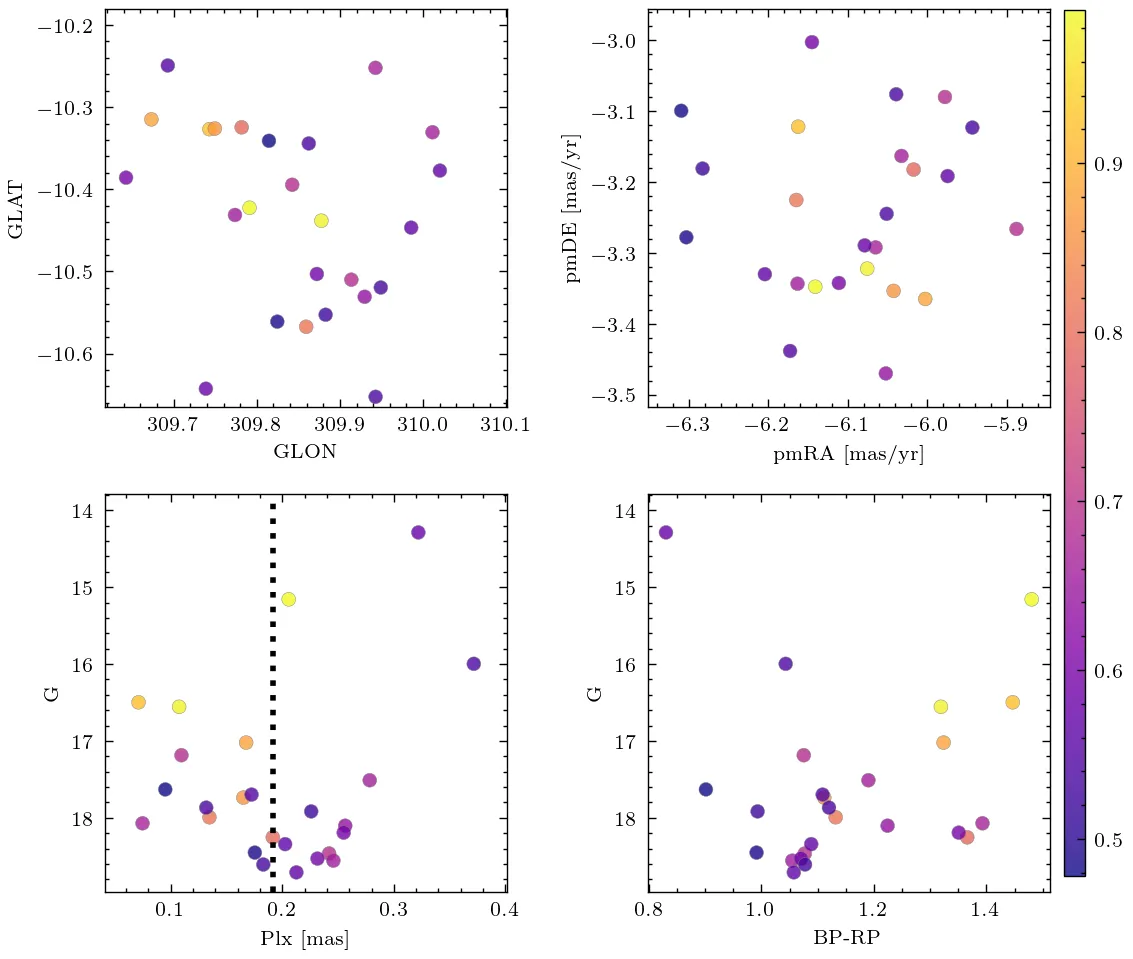 −10.2
−10.3
−10.4
−10.5
−10.6
GLAT
309.7 309.8 309.9 310.0 310.1
GLON
−3.0
−3.1
−3.2
−3.3
−3.4
−3.5
pmDE [mas/yr]
−6.3 −6.2 −6.1 −6.0 −5.9
pmRA [mas/yr]
14
15
16
17
18
G
0.1 0.2 0.3 0.4
Plx [mas]
14
15
16
17
18
G
0.8 1.0 1.2 1.4
BP-RP
0.9
0.8
0.7
0.6
0.5